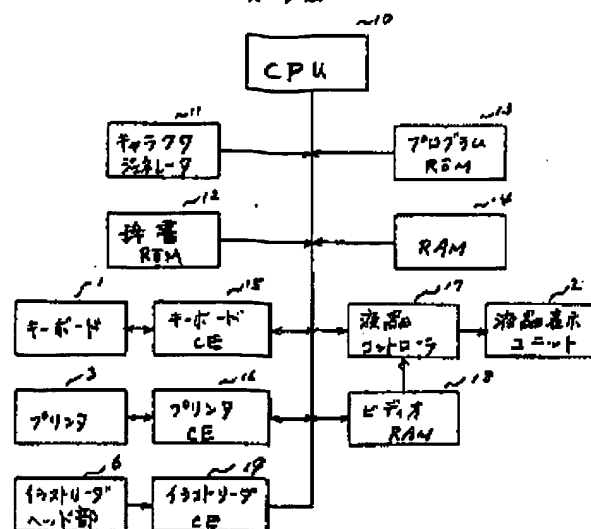 10
CPU
11
キャラクタ
ジェネレータ
13
プログラム
ROM
12
辞書
ROM
14
RAM
1
キーボード
15
キーボード
CE
17
液晶
コントローラ
2
液晶表示
ユニット
3
プリンタ
16
プリンタ
CE
18
ビデオ
RAM
6
イラストリーダ
ヘッド部
19
イラストリーダ
CE